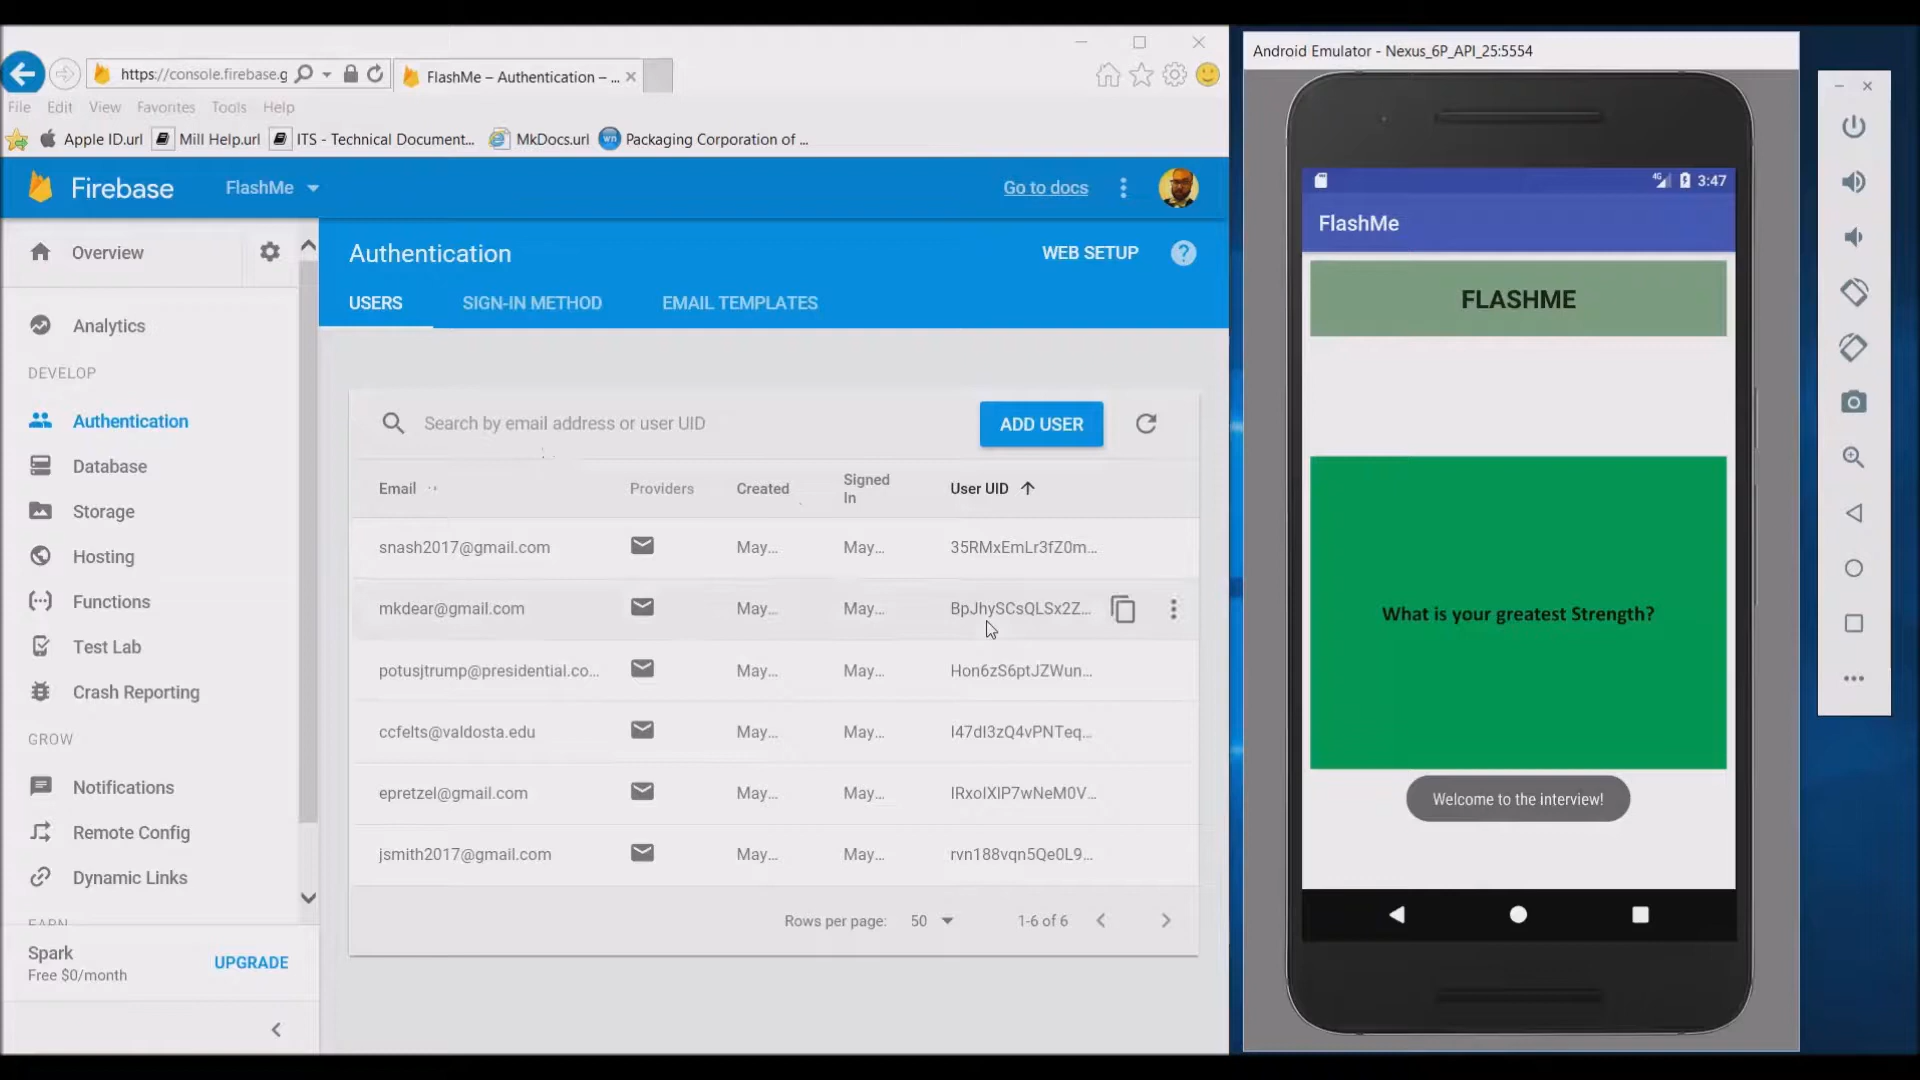 https://console.firebase.g
FlashMe – Authentication – ...
File Edit View Favorites Tools Help
Apple ID.url Mill Help.url ITS - Technical Document... MkDocs.url Packaging Corporation of ...
Firebase FlashMe Go to docs
Overview
Analytics
DEVELOP
Authentication
Database
Storage
Hosting
Functions
Test Lab
Crash Reporting
GROW
Notifications
Remote Config
Dynamic Links
EARN
Spark
Free $0/month
UPGRADE
Authentication WEB SETUP
USERS SIGN-IN METHOD EMAIL TEMPLATES
Search by email address or user UID ADD USER
Email Providers Created Signed In User UID
snash2017@gmail.com May... May... 35RMxEmLr3fZ0m...
mkdear@gmail.com May... May... BpJhySCsQLSx2Z...
potusjtrump@presidential.co... May... May... Hon6zS6ptJZWun...
ccfelts@valdosta.edu May... May... I47dI3zQ4vPNTeq...
epretzel@gmail.com May... May... IRxoIXlP7wNeM0V...
jsmith2017@gmail.com May... May... rvn188vqn5Qe0L9...
Rows per page: 50 1-6 of 6
Android Emulator - Nexus_6P_API_25:5554
4G 3:47
FlashMe
FLASHME
What is your greatest Strength?
Welcome to the interview!